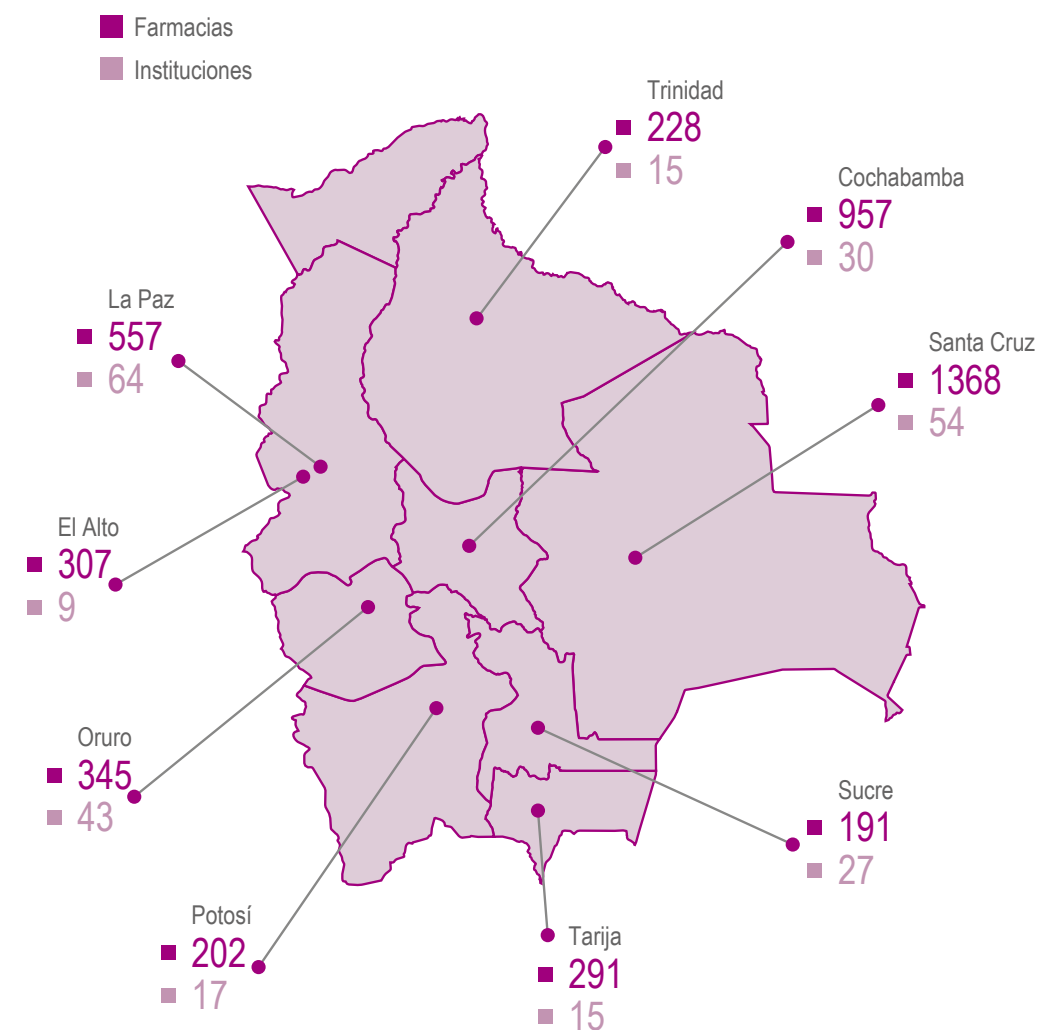 Farmacias
Instituciones
Trinidad
228
15
Cochabamba
957
30
La Paz
557
64
Santa Cruz
1368
54
El Alto
307
9
Oruro
345
43
Sucre
191
27
Potosí
202
17
Tarija
291
15